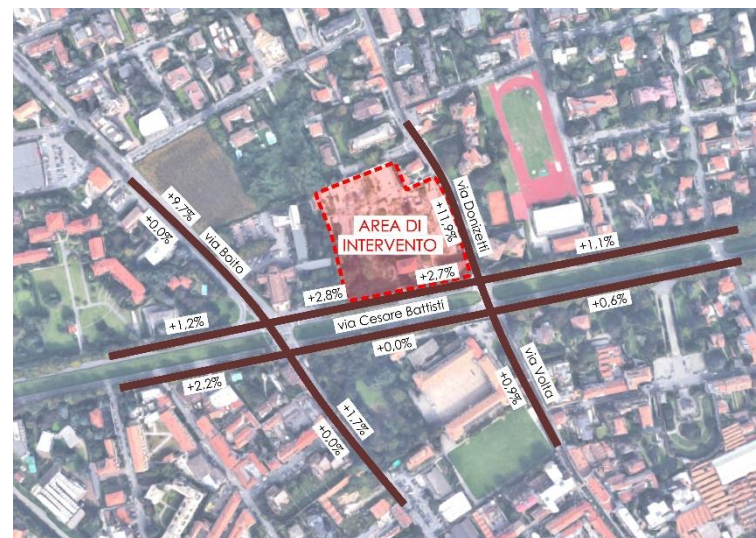 +9,7%
+0,0%
via Boito
via Donizetti
+11,9%
AREA DI
INTERVENTO
+1,1%
+2,7%
+2,8%
via Cesare Battisti
+0,6%
+1,2%
+0,0%
+2,2%
via Volta
+0,9%
+1,7%
+0,0%